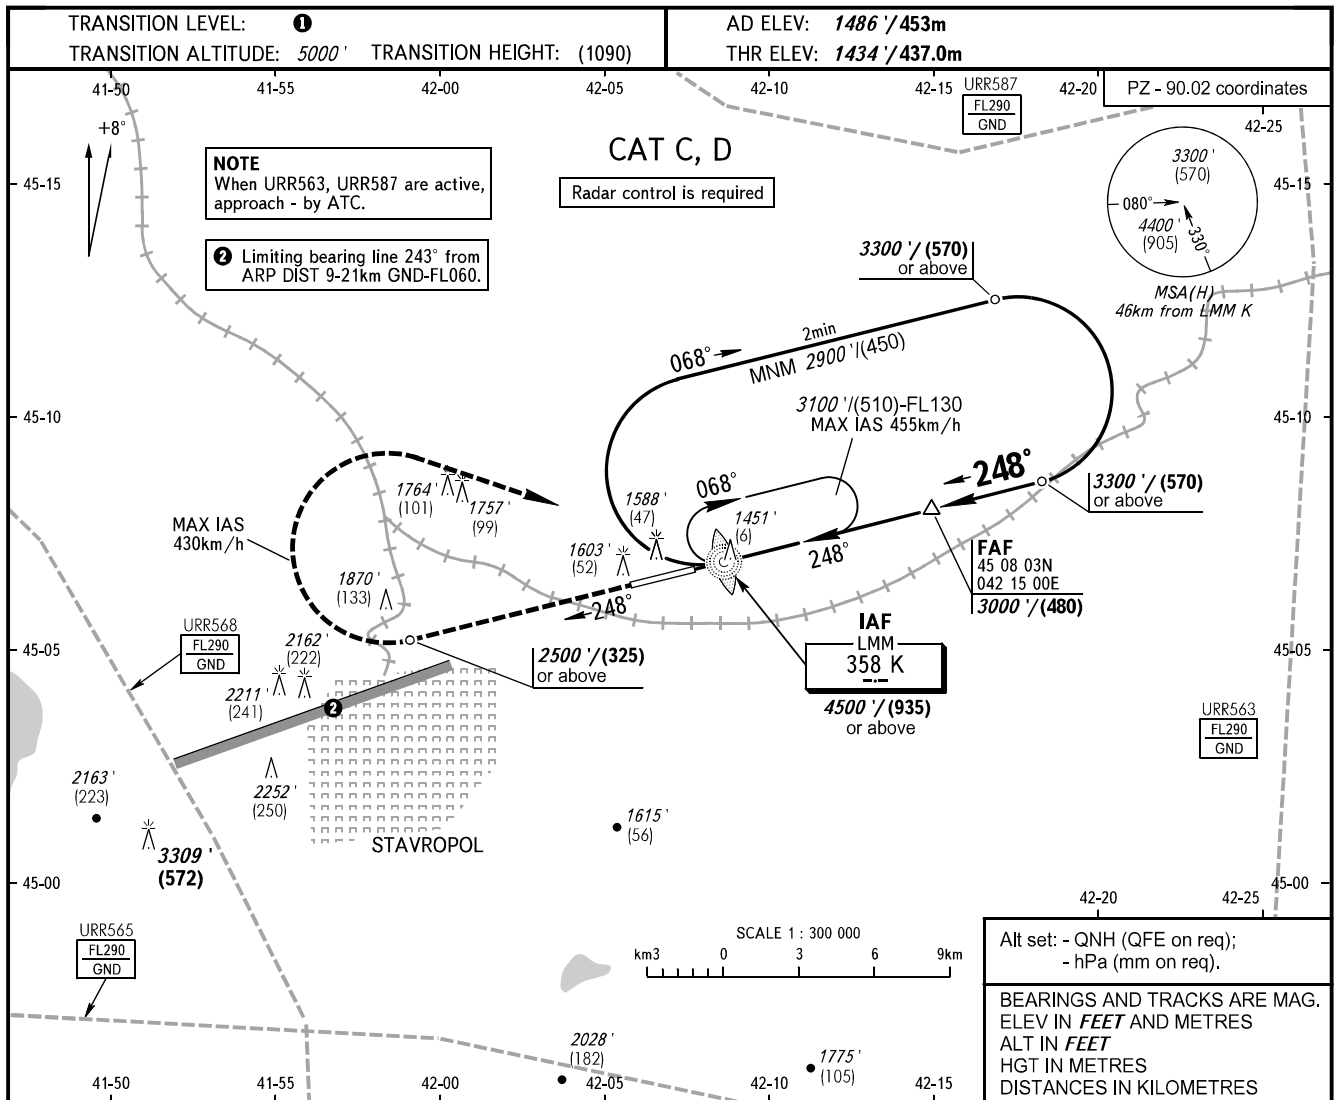 TRANSITION LEVEL: ❶
TRANSITION ALTITUDE: 5000' TRANSITION HEIGHT: (1090)
AD ELEV: 1486'/453m
THR ELEV: 1434'/437.0m
41-50 41-55 42-00 42-05 42-10 42-15 42-20
PZ - 90.02 coordinates
42-25
URR587
FL290
GND
+8°
CAT C, D
Radar control is required
NOTE
When URR563, URR587 are active,
approach - by ATC.
❷ Limiting bearing line 243° from
ARP DIST 9-21km GND-FL060.
45-15
45-15
3300'
(570)
080°
4400'
(905)
330°
MSA(H)
46km from LMM K
3300'/(570)
or above
2min
068°
MNM 2900'/(450)
3100'/(510)-FL130
MAX IAS 455km/h
45-10
45-10
248°
3300'/(570)
or above
068°
1764'
(101)
1757'
(99)
1588'
(47)
1451'
(6)
MAX IAS
430km/h
1603'
(52)
248°
FAF
45 08 03N
042 15 00E
3000'/(480)
1870'
(133)
248°
IAF
LMM
358 K
4500'/(935)
or above
URR568
FL290
GND
2162'
(222)
2211'
(241)
2500'/(325)
or above
45-05
45-05
❷
URR563
FL290
GND
2163'
(223)
2252'
(250)
1615'
(56)
STAVROPOL
3309'
(572)
45-00
45-00
42-20 42-25
URR565
FL290
GND
SCALE 1 : 300 000
km3 0 3 6 9km
Alt set: - QNH (QFE on req);
- hPa (mm on req).
BEARINGS AND TRACKS ARE MAG.
ELEV IN FEET AND METRES
ALT IN FEET
HGT IN METRES
DISTANCES IN KILOMETRES
2028'
(182)
1775'
(105)
41-50 41-55 42-00 42-05 42-10 42-15